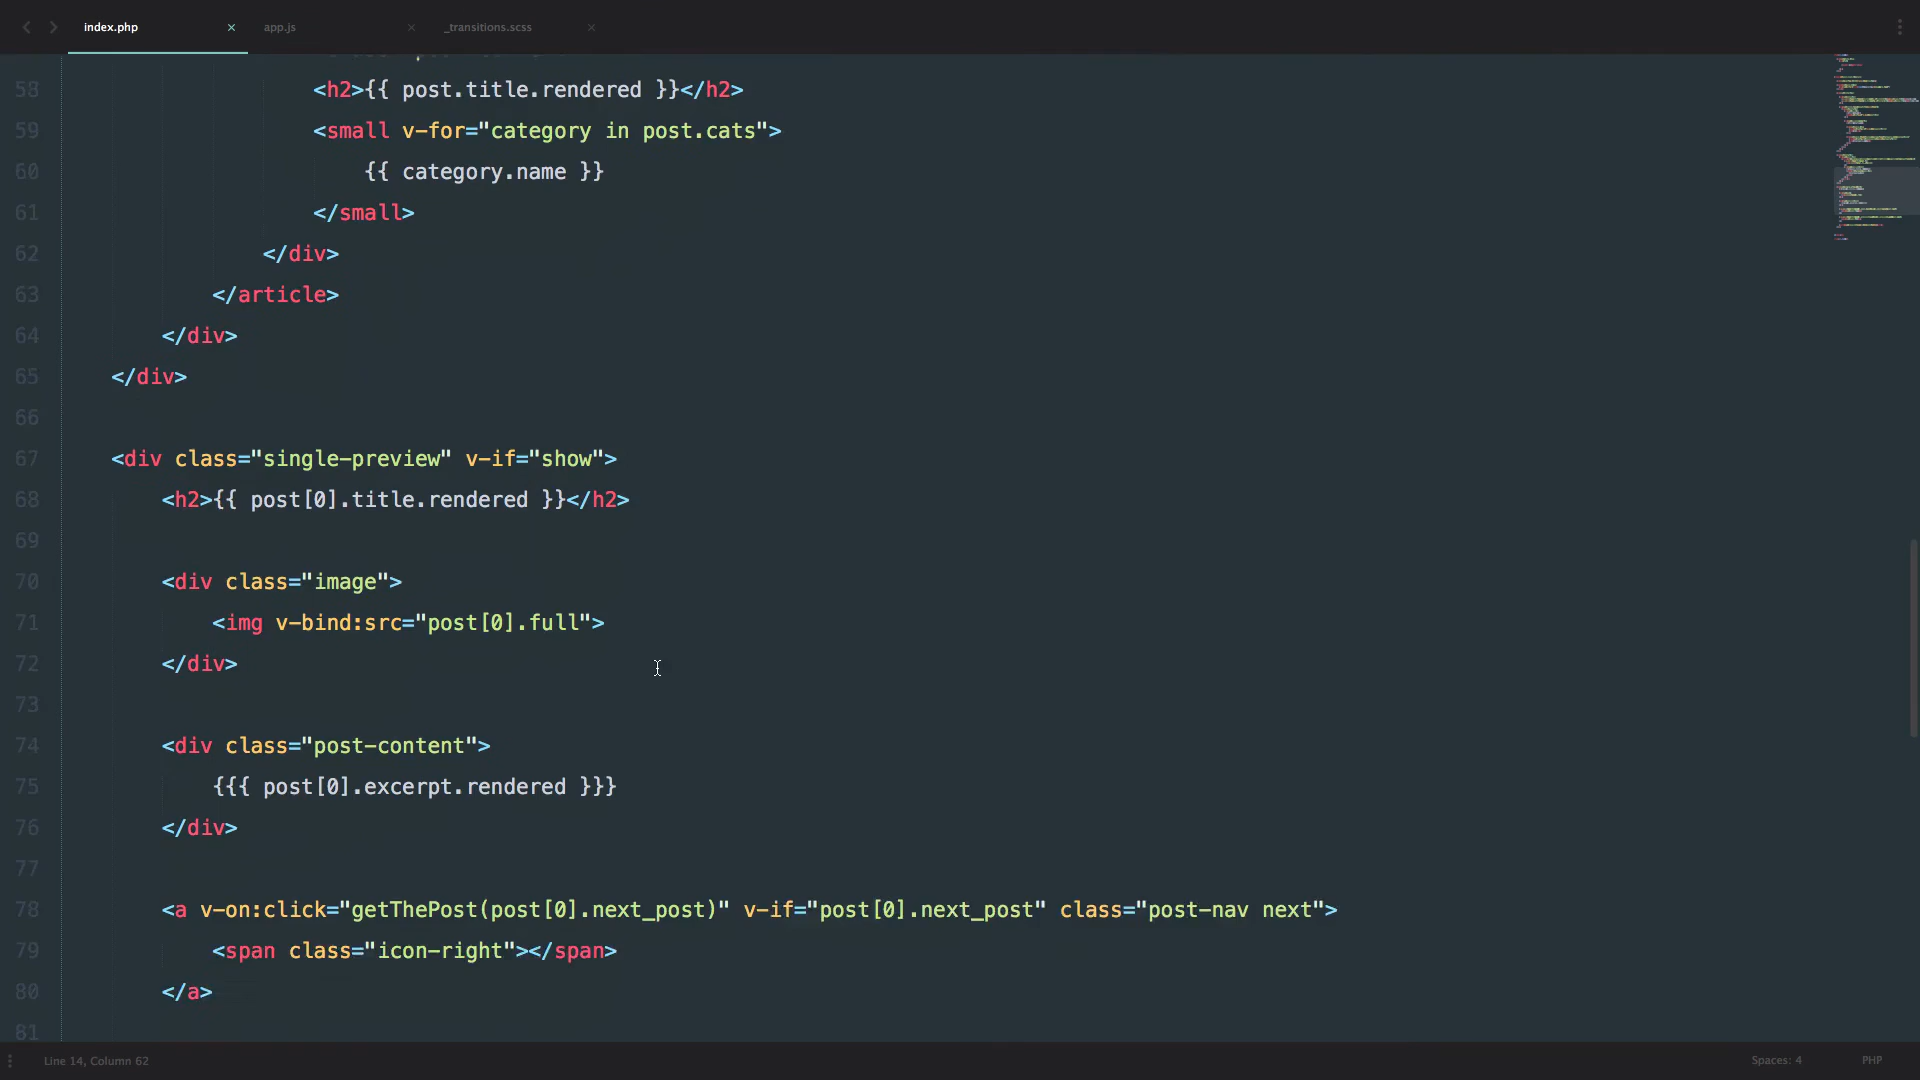 index.php × app.js × _transitions.scss ×
58 <h2>{{ post.title.rendered }}</h2>
59 <small v-for="category in post.cats">
60 {{ category.name }}
61 </small>
62 </div>
63 </article>
64 </div>
65 </div>
66
67 <div class="single-preview" v-if="show">
68 <h2>{{ post[0].title.rendered }}</h2>
69
70 <div class="image">
71 <img v-bind:src="post[0].full">
72 </div>
73
74 <div class="post-content">
75 {{{ post[0].excerpt.rendered }}}
76 </div>
77
78 <a v-on:click="getThePost(post[0].next_post)" v-if="post[0].next_post" class="post-nav next">
79 <span class="icon-right"></span>
80 </a>
81
Line 14, Column 62 Spaces: 4 PHP